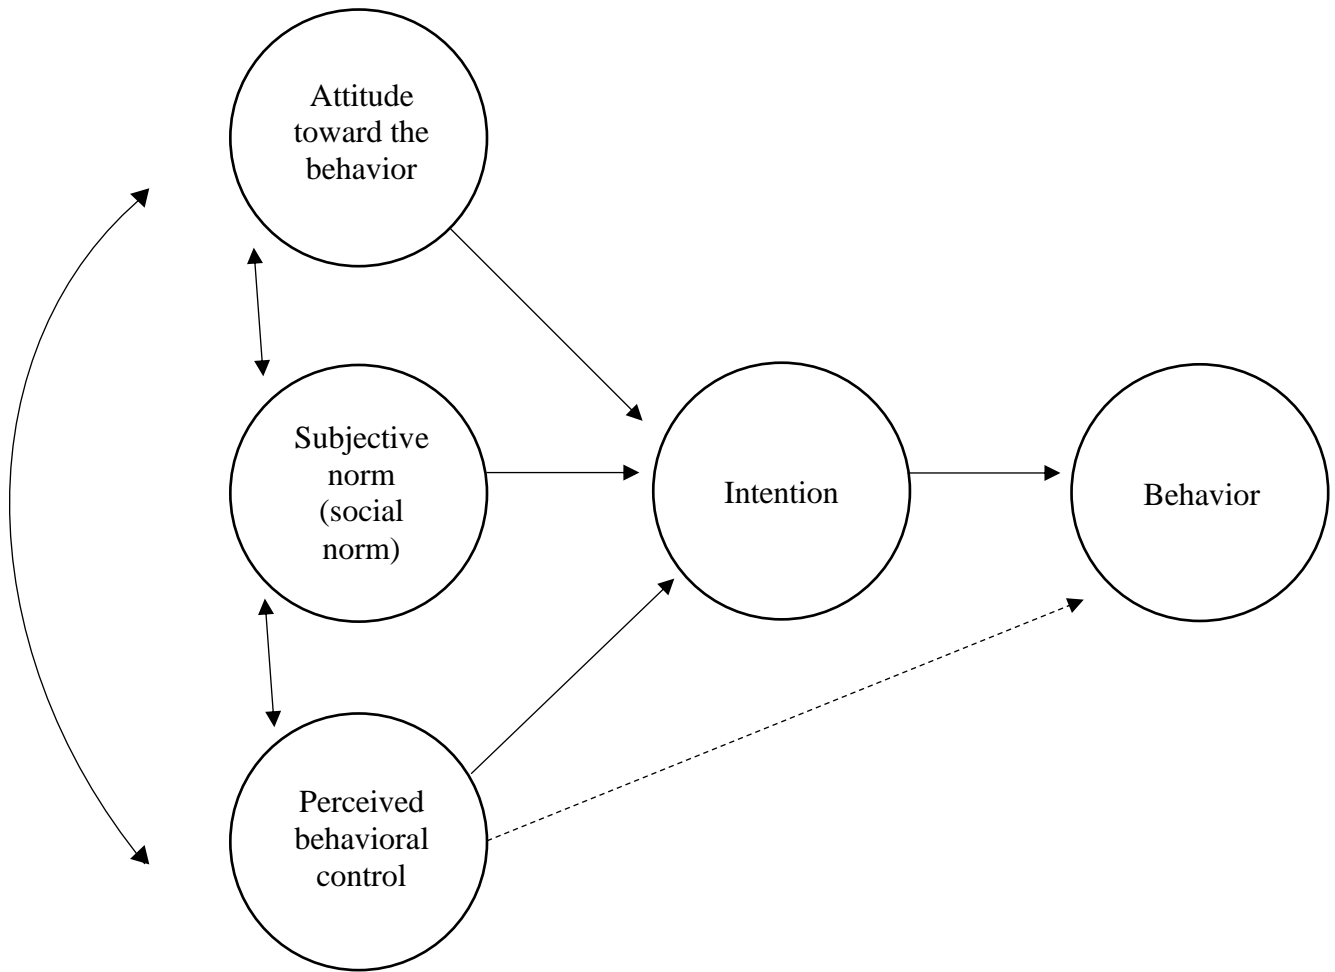 Attitude
toward the
behavior
Subjective
norm
(social
norm)
Intention
Behavior
Perceived
behavioral
control